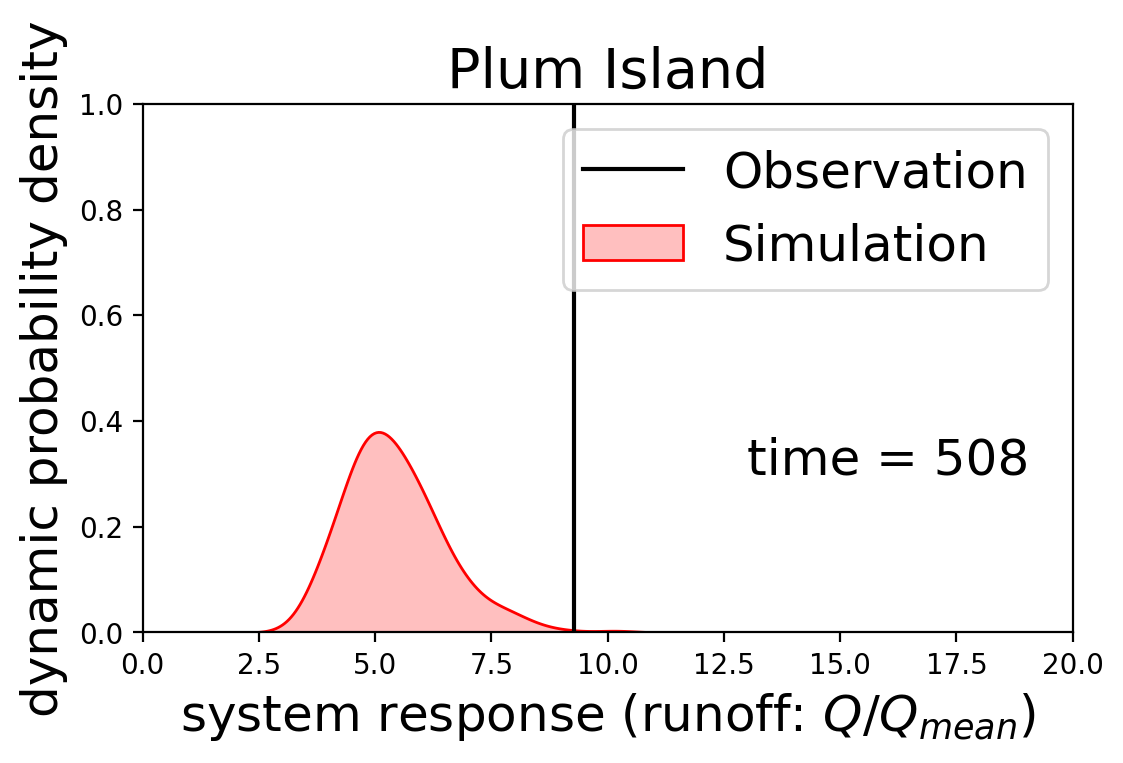 Plum Island
dynamic probability density
1.0
0.8
0.6
0.4
0.2
0.0
Observation
Simulation
time = 508
0.0 2.5 5.0 7.5 10.0 12.5 15.0 17.5 20.0
system response (runoff: Q/Qmean)